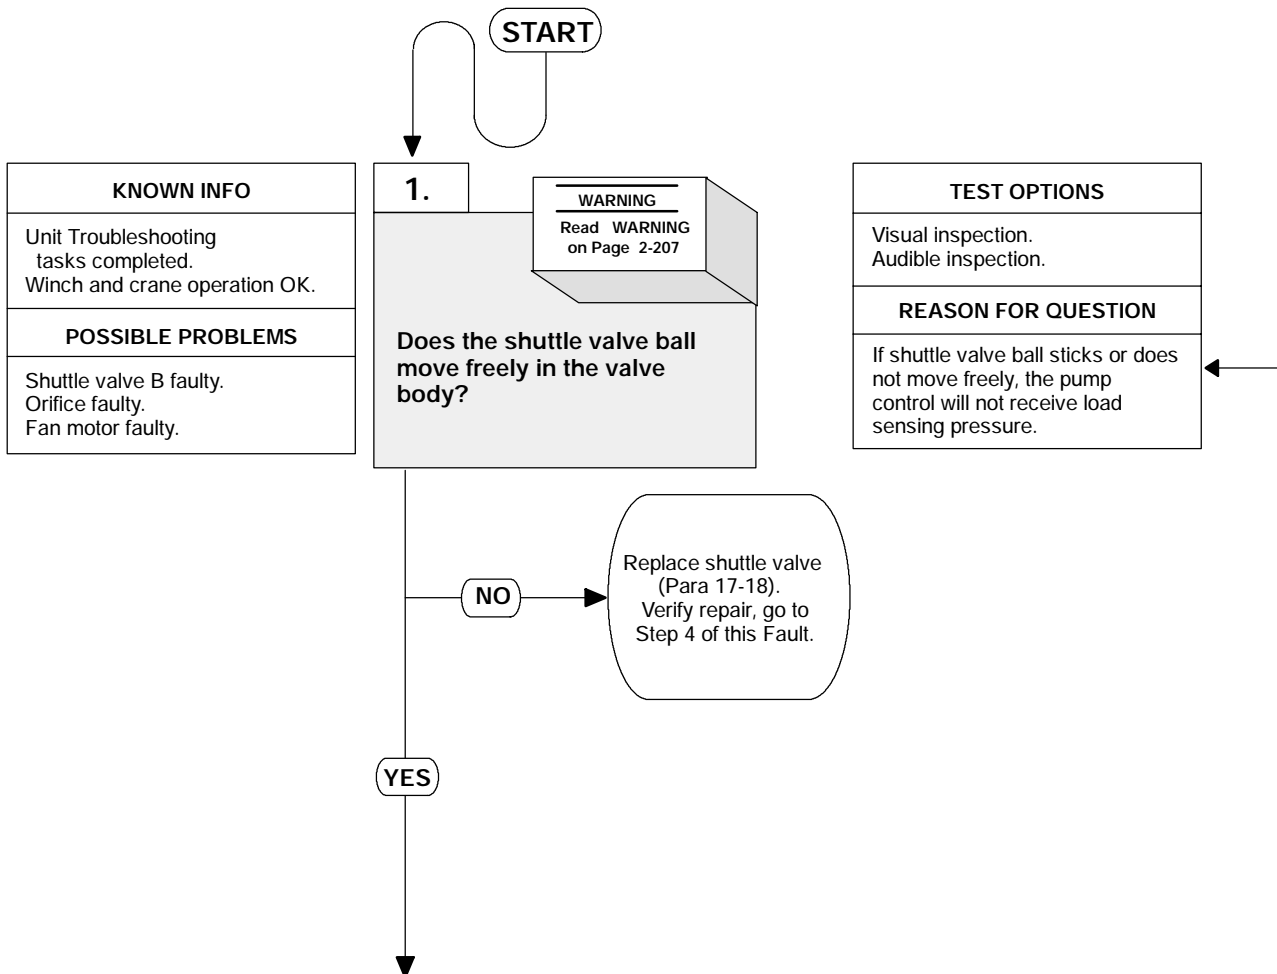 START
KNOWN INFO
Unit Troubleshooting
tasks completed.
Winch and crane operation OK.
POSSIBLE PROBLEMS
Shuttle valve B faulty.
Orifice faulty.
Fan motor faulty.
1.
WARNING
Read WARNING
on Page 2-207
Does the shuttle valve ball
move freely in the valve
body?
TEST OPTIONS
Visual inspection.
Audible inspection.
REASON FOR QUESTION
If shuttle valve ball sticks or does
not move freely, the pump
control will not receive load
sensing pressure.
NO
Replace shuttle valve
(Para 17-18).
Verify repair, go to
Step 4 of this Fault.
YES